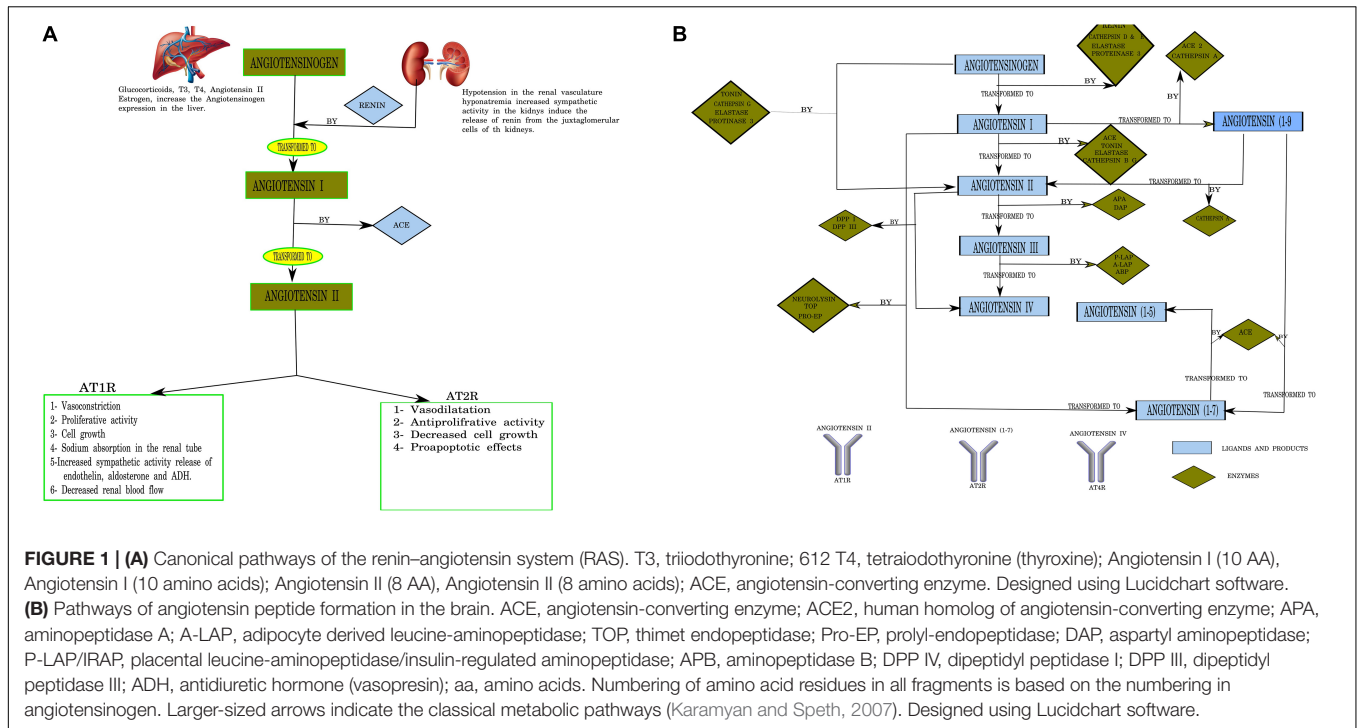 A
ANGIOTENSINOGEN
Glucocorticoids, T3, T4, Angiotensin II
Estrogen, increase the Angiotensinogen
expression in the liver.
Hypotension in the renal vasculature
hyponatremia increased sympathetic
activity in the kidnys induce the
release of renin from the juxtaglomerular
cells of th kidneys.
RENIN
BY
TRANSFORMED TO
ANGIOTENSIN I
BY
ACE
TRANSFORMED TO
ANGIOTENSIN II
AT1R
1- Vasoconstriction
2- Proliferative activity
3- Cell growth
4- Sodium absorption in the renal tube
5-Increased sympathetic activity release of
endothelin, aldosterone and ADH.
6- Decreased renal blood flow
AT2R
1- Vasodilatation
2- Antiprolifrative activity
3- Decreased cell growth
4- Proapoptotic effects
B
RENIN
CATHEPSIN D &
ELASTASE
PROTEINASE 3
ACE 2
CATHEPSIN A
ANGIOTENSINOGEN
BY
TRANSFORMED TO
TONIN
CATHEPSIN G
ELASTASE
PROTINASE 3
BY
ANGIOTENSIN I
TRANSFORMED TO
BY
ANGIOTENSIN (1-9
BY
ACE
TONIN
ELASTASE
CATHEPSIN B G
TRANSFORMED TO
ANGIOTENSIN II
TRANSFORMED TO
BY
APA
DAP
BY
CATHEPSIN A
DPP I
DPP III
BY
TRANSFORMED TO
ANGIOTENSIN III
BY
P-LAP
A-LAP
ABP
TRANSFORMED TO
NEUROLYSIN
TOP
PRO-EP
BY
ANGIOTENSIN IV
ANGIOTENSIN (1-5)
BY
ACE
BY
TRANSFORMED TO
TRANSFORMED TO
TRANSFORMED TO
ANGIOTENSIN (1-7)
ANGIOTENSIN II
AT1R
ANGIOTENSIN (1-7)
AT2R
ANGIOTENSIN IV
AT4R
LIGANDS AND PRODUCTS
ENZYMES
FIGURE 1 | (A) Canonical pathways of the renin–angiotensin system (RAS). T3, triiodothyronine; 612 T4, tetraiodothyronine (thyroxine); Angiotensin I (10 AA),
Angiotensin I (10 amino acids); Angiotensin II (8 AA), Angiotensin II (8 amino acids); ACE, angiotensin-converting enzyme. Designed using Lucidchart software.
(B) Pathways of angiotensin peptide formation in the brain. ACE, angiotensin-converting enzyme; ACE2, human homolog of angiotensin-converting enzyme; APA,
aminopeptidase A; A-LAP, adipocyte derived leucine-aminopeptidase; TOP, thimet endopeptidase; Pro-EP, prolyl-endopeptidase; DAP, aspartyl aminopeptidase;
P-LAP/IRAP, placental leucine-aminopeptidase/insulin-regulated aminopeptidase; APB, aminopeptidase B; DPP IV, dipeptidyl peptidase I; DPP III, dipeptidyl
peptidase III; ADH, antidiuretic hormone (vasopresin); aa, amino acids. Numbering of amino acid residues in all fragments is based on the numbering in
angiotensinogen. Larger-sized arrows indicate the classical metabolic pathways (Karamyan and Speth, 2007). Designed using Lucidchart software.